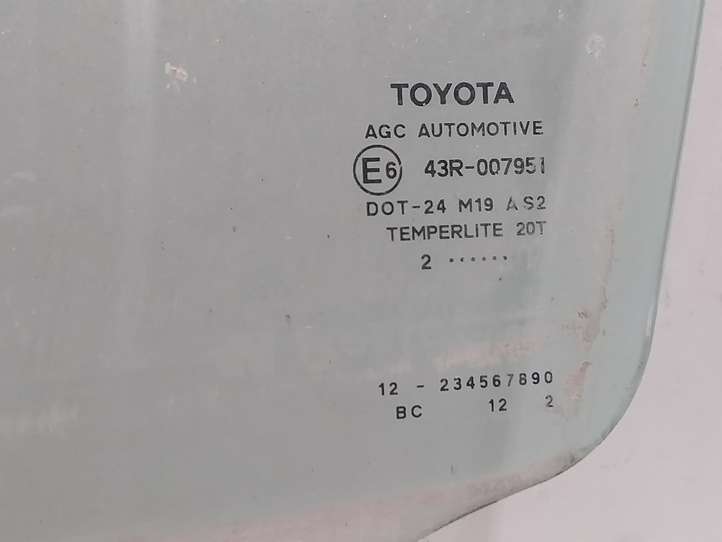 TOYOTA
AGC AUTOMOTIVE
E6 43R-007951
DOT-24 M19 AS2
TEMPERLITE 20T
2 ······
12 - 234567890
BC 12 2